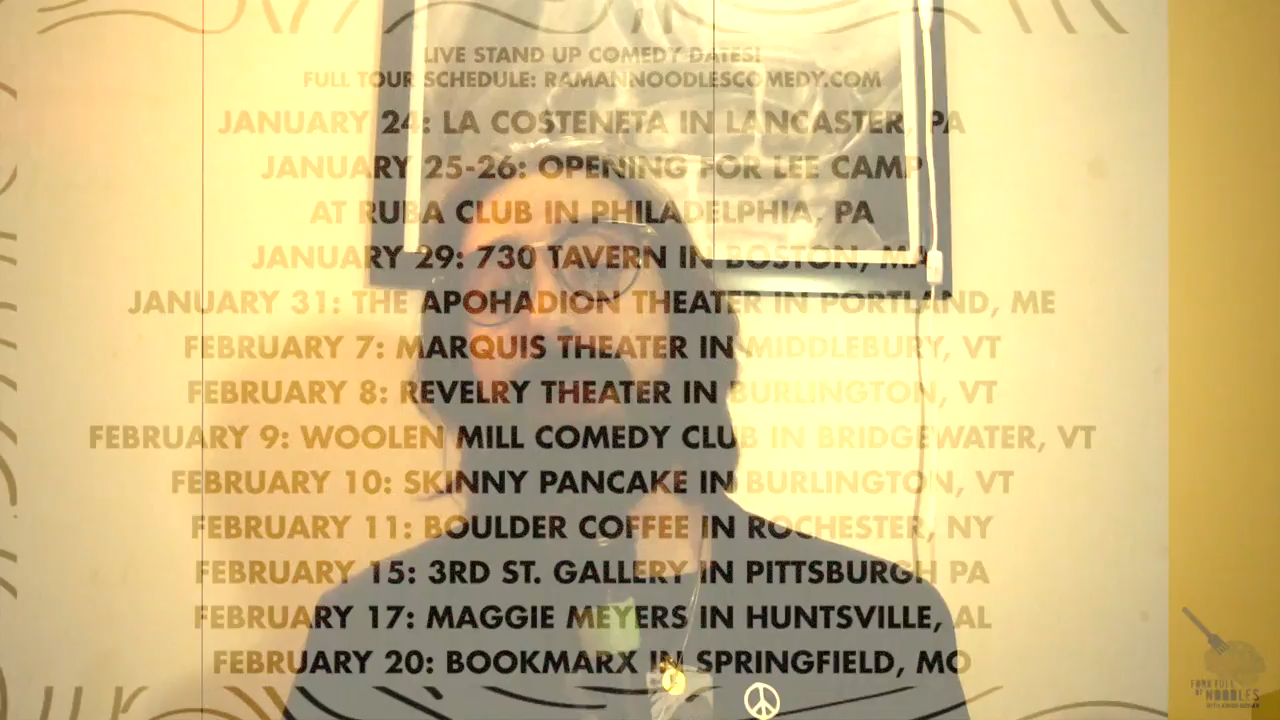 LIVE STAND UP COMEDY DATES!
FULL TOUR SCHEDULE: RAMANNOODLESCOMEDY.COM
JANUARY 24: LA COSTENETA IN LANCASTER, PA
JANUARY 25-26: OPENING FOR LEE CAMP
AT RUBA CLUB IN PHILADELPHIA, PA
JANUARY 29: 730 TAVERN IN BOSTON, MA
JANUARY 31: THE APOHADION THEATER IN PORTLAND, ME
FEBRUARY 7: MARQUIS THEATER IN MIDDLEBURY, VT
FEBRUARY 8: REVELRY THEATER IN BURLINGTON, VT
FEBRUARY 9: WOOLEN MILL COMEDY CLUB IN BRIDGEWATER, VT
FEBRUARY 10: SKINNY PANCAKE IN BURLINGTON, VT
FEBRUARY 11: BOULDER COFFEE IN ROCHESTER, NY
FEBRUARY 15: 3RD ST. GALLERY IN PITTSBURGH PA
FEBRUARY 17: MAGGIE MEYERS IN HUNTSVILLE, AL
FEBRUARY 20: BOOKMARX IN SPRINGFIELD, MO
FORK FULL
OF NOODLES